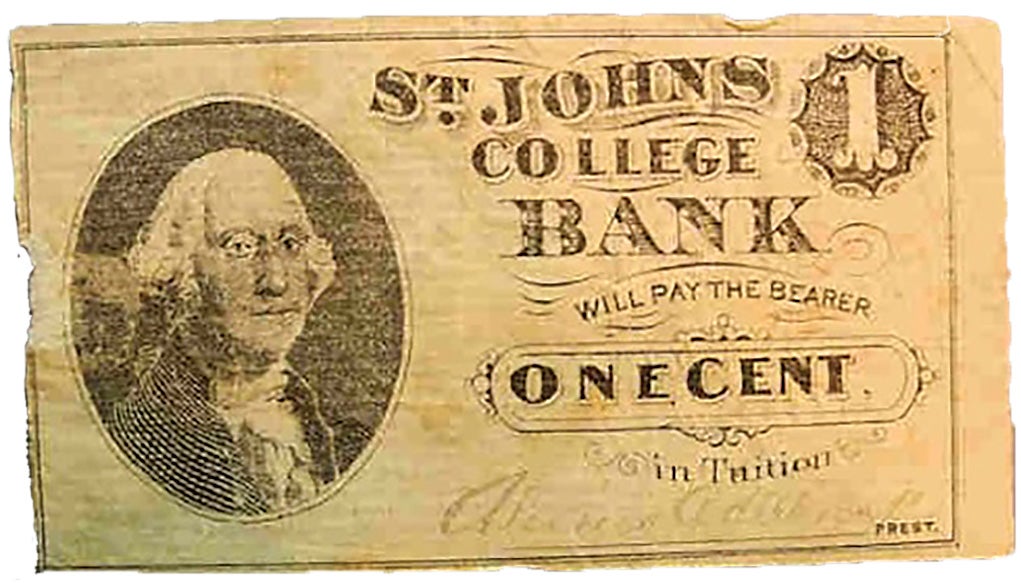 ST. JOHNS
1
COLLEGE
BANK
WILL PAY THE BEARER
ONE CENT.
in Tuition
PREST.